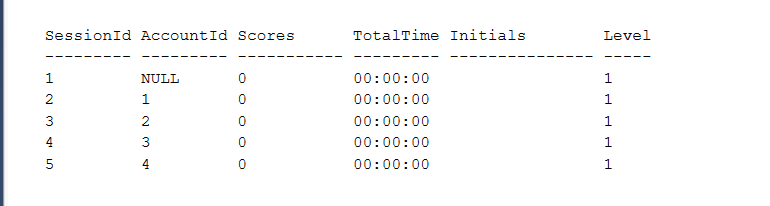 SessionId AccountId Scores      TotalTime Initials        Level
--------- --------- ----------- --------- --------------- -----
1         NULL      0           00:00:00                  1
2         1         0           00:00:00                  1
3         2         0           00:00:00                  1
4         3         0           00:00:00                  1
5         4         0           00:00:00                  1